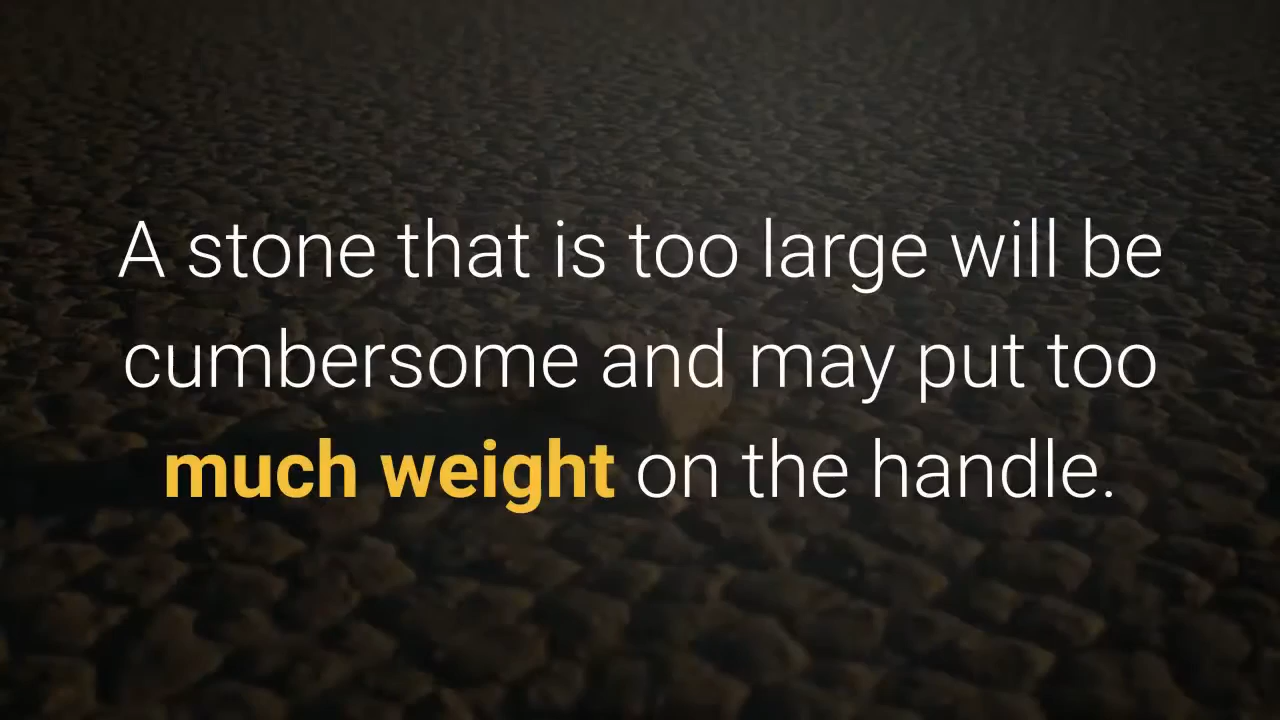 A stone that is too large will be
cumbersome and may put too
much weight on the handle.